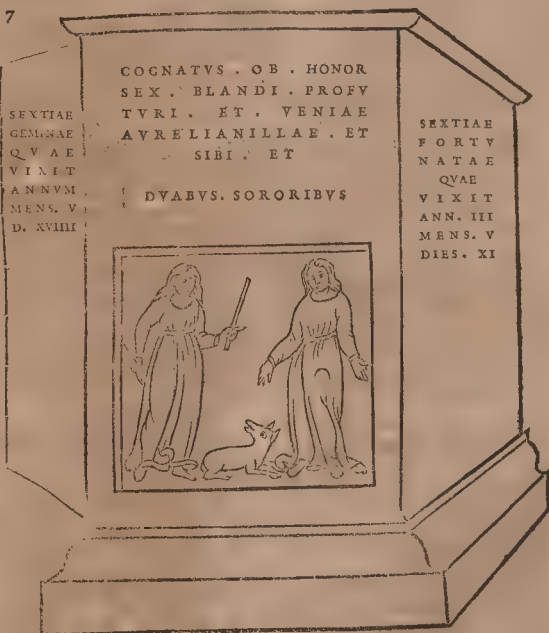 7
COGNATVS . OB . HONOR
SEX . BLANDI . PROFV
TVRI . ET . VENIAE
AVRELIANILLAE . ET
SIBI . ET
DVABVS . SORORIBVS
SEXTIAE
GEMINAE
QVAE
VIXIT
ANNVM
MENS. V
D. XVIIII
SEXTIAE
FORTV
NATAE
QVAE
VIXIT
ANN. III
MENS. V
DIES. XI